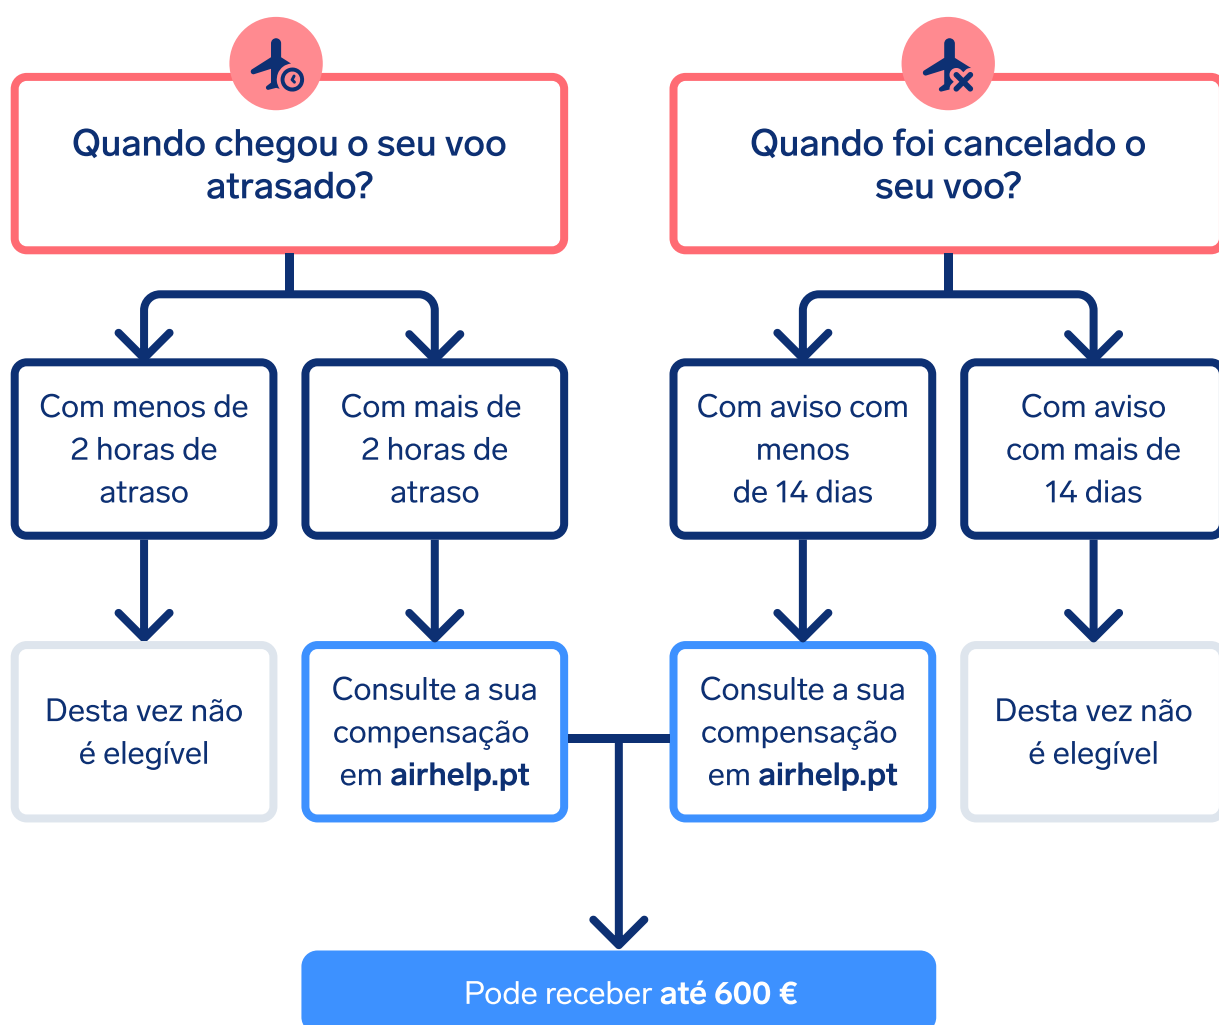 Quando chegou o seu voo
atrasado?
Quando foi cancelado o
seu voo?
Com menos de
2 horas de
atraso
Com mais de
2 horas de
atraso
Com aviso com
menos
de 14 dias
Com aviso
com mais de
14 dias
Desta vez não
é elegível
Consulte a sua
compensação
em airhelp.pt
Consulte a sua
compensação
em airhelp.pt
Desta vez não
é elegível
Pode receber até 600 €